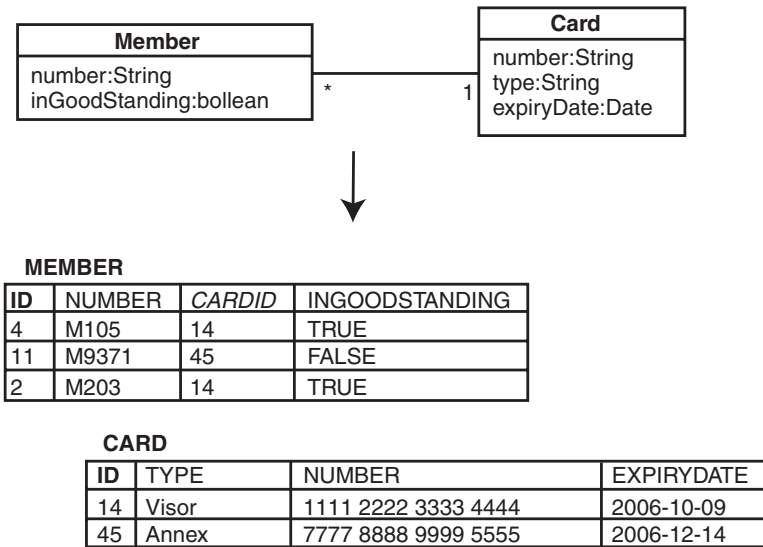 Member
number:String
inGoodStanding:bollean
*
1
Card
number:String
type:String
expiryDate:Date
MEMBER
ID NUMBER CARDID INGOODSTANDING
4 M105 14 TRUE
11 M9371 45 FALSE
2 M203 14 TRUE
CARD
ID TYPE NUMBER EXPIRYDATE
14 Visor 1111 2222 3333 4444 2006-10-09
45 Annex 7777 8888 9999 5555 2006-12-14